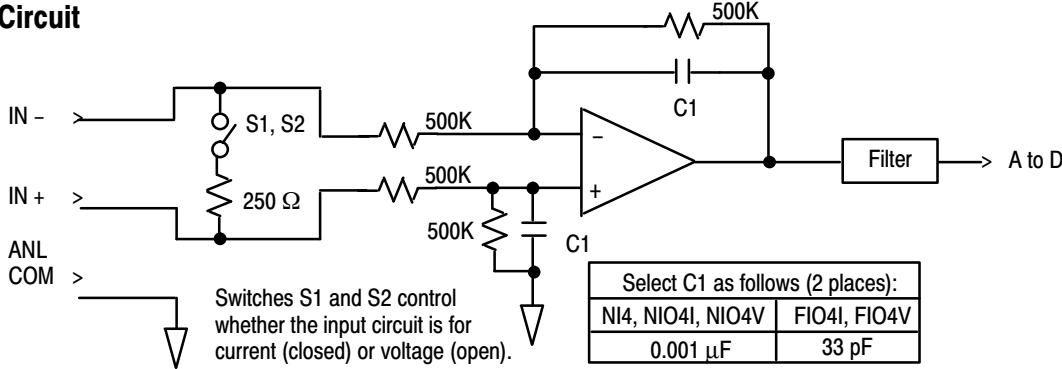 Circuit
500K
C1
IN –
S1, S2
500K
−
Filter
A to D
IN +
250 Ω
500K
+
500K
C1
ANL
COM
Switches S1 and S2 control
whether the input circuit is for
current (closed) or voltage (open).
Select C1 as follows (2 places):
NI4, NIO4I, NIO4V FIO4I, FIO4V
0.001 μF 33 pF